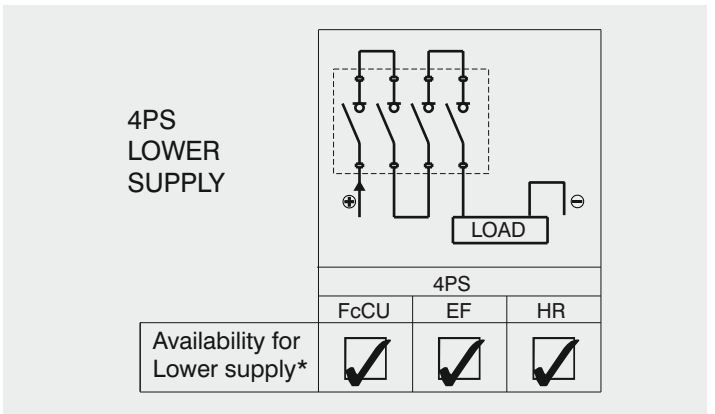 4PS
LOWER
SUPPLY
⊕
⊖
LOAD
4PS
FcCU EF HR
Availability for
Lower supply*